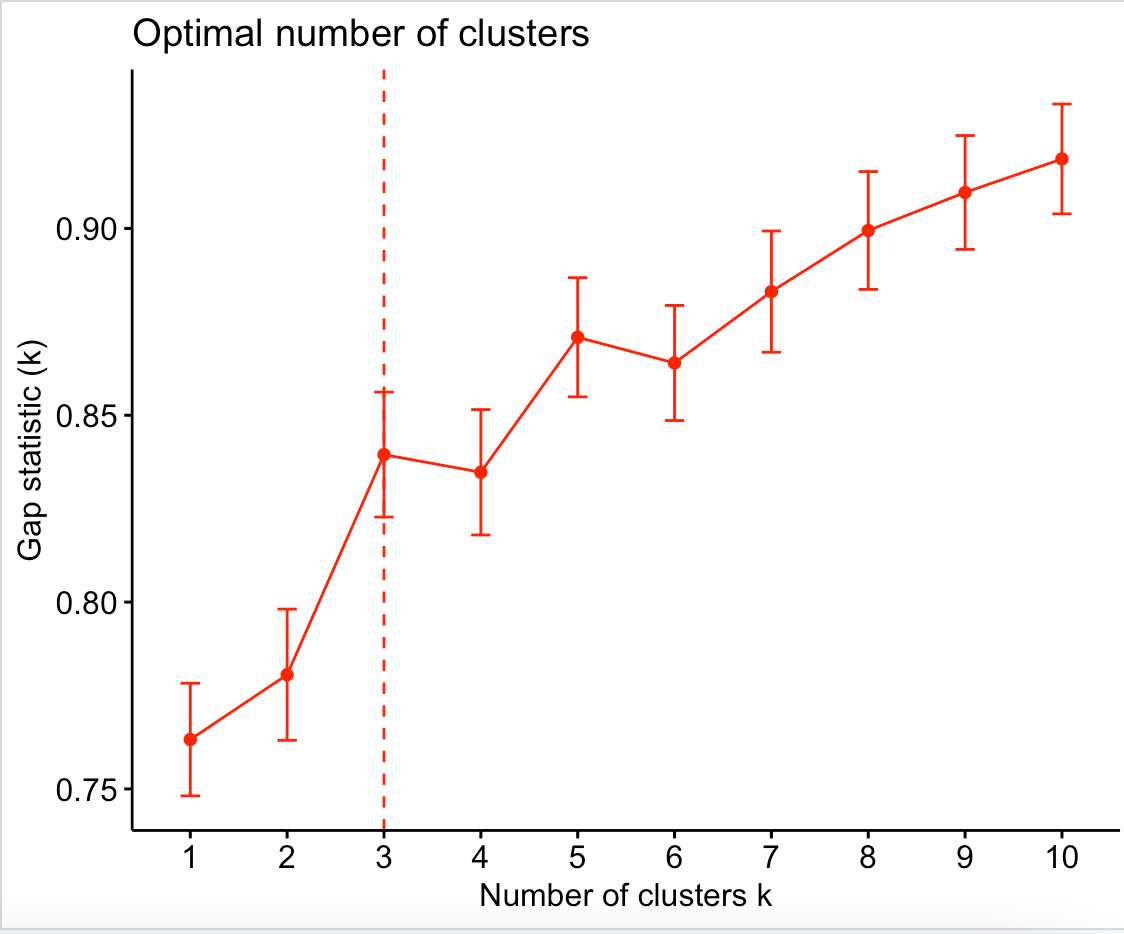 Optimal number of clusters
Gap statistic (k)
0.90
0.85
0.80
0.75
1 2 3 4 5 6 7 8 9 10
Number of clusters k